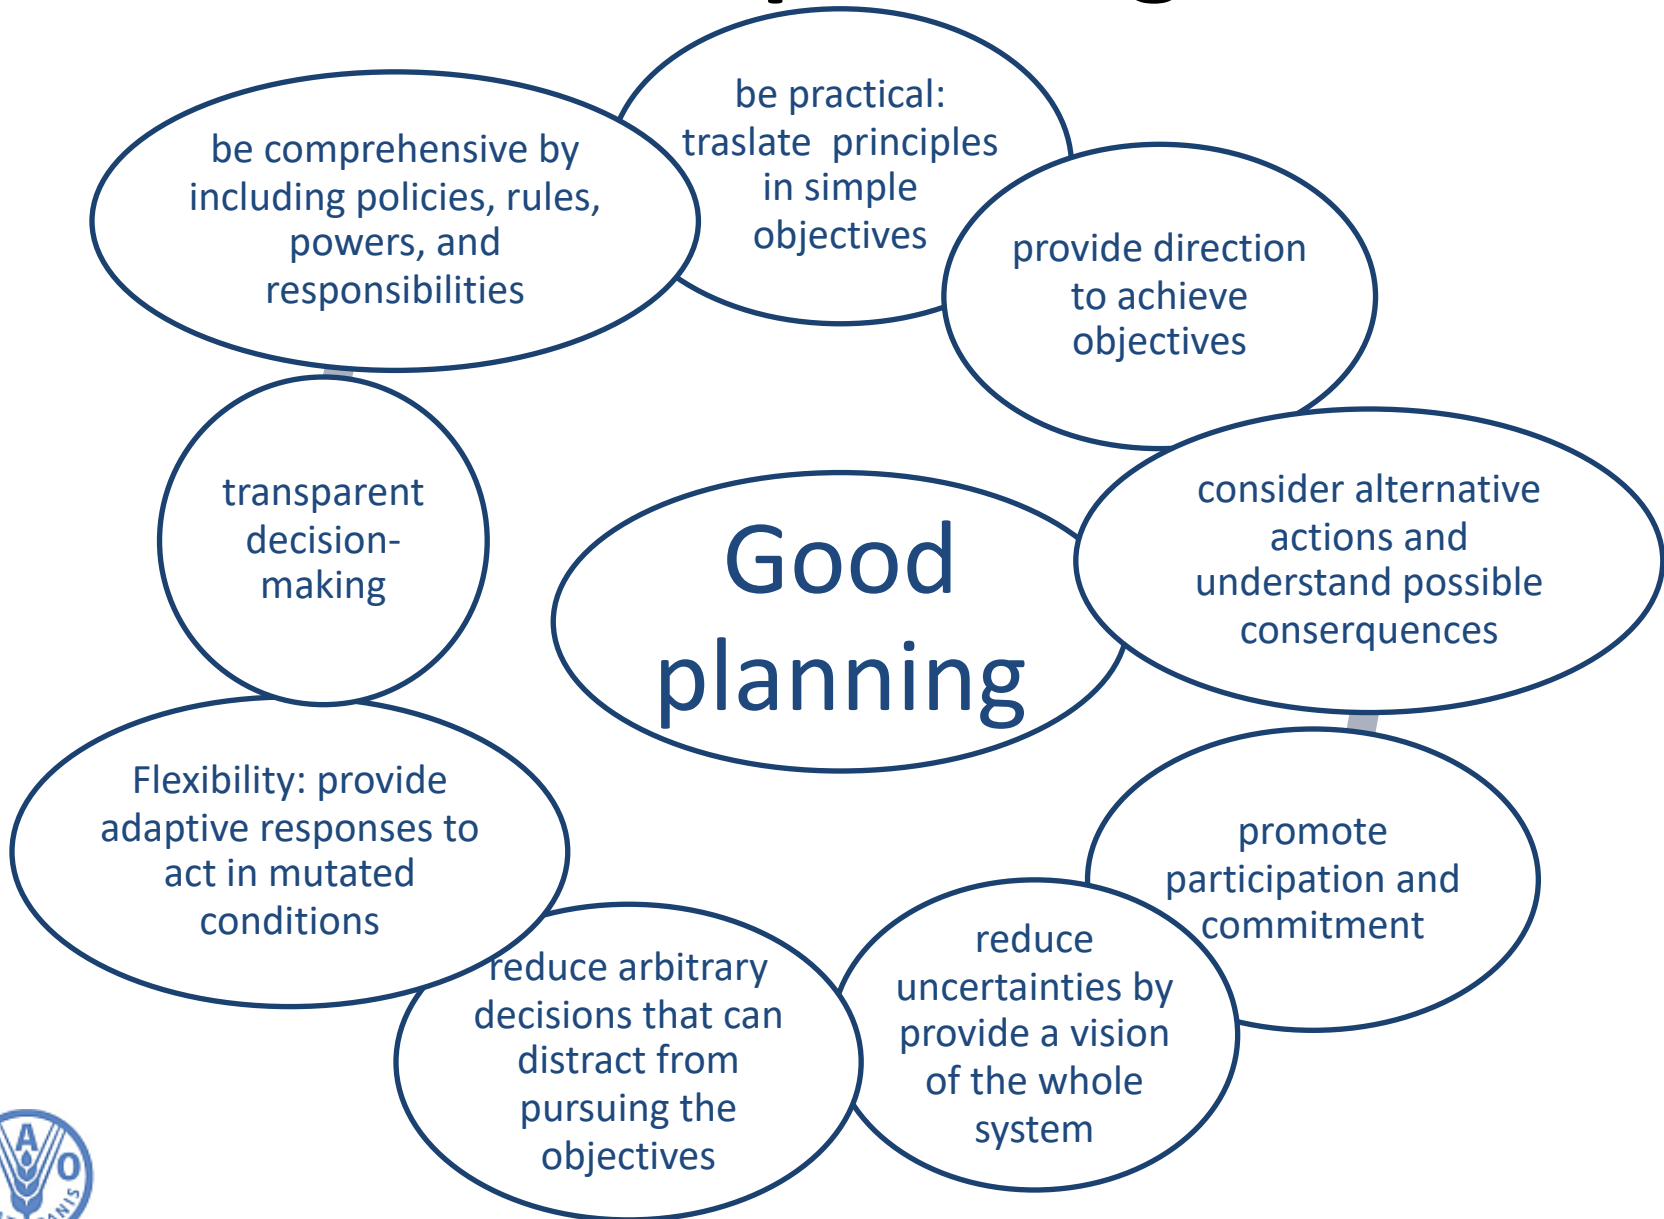 be practical:
traslate principles
in simple
objectives
be comprehensive by
including policies, rules,
powers, and
responsibilities
provide direction
to achieve
objectives
transparent
decision-
making
Good
planning
consider alternative
actions and
understand possible
conserquences
Flexibility: provide
adaptive responses to
act in mutated
conditions
promote
participation and
commitment
reduce
uncertainties by
provide a vision
of the whole
system
reduce arbitrary
decisions that can
distract from
pursuing the
objectives
A O